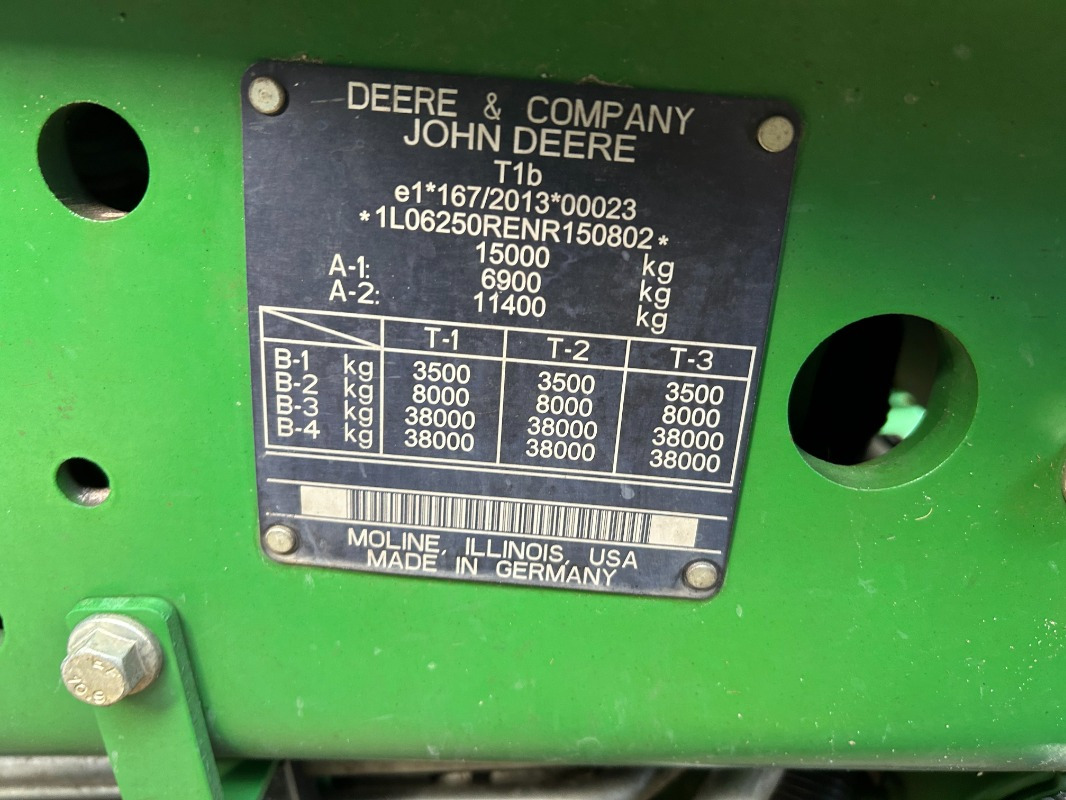 DEERE & COMPANY
JOHN DEERE
T1b
e1*167/2013*00023
*1L06250RENR150802*
15000 kg
A-1: 6900 kg
A-2: 11400 kg
T-1 T-2 T-3
B-1 kg 3500 3500 3500
B-2 kg 8000 8000 8000
B-3 kg 38000 38000 38000
B-4 kg 38000 38000 38000
MOLINE, ILLINOIS, USA
MADE IN GERMANY
10.9